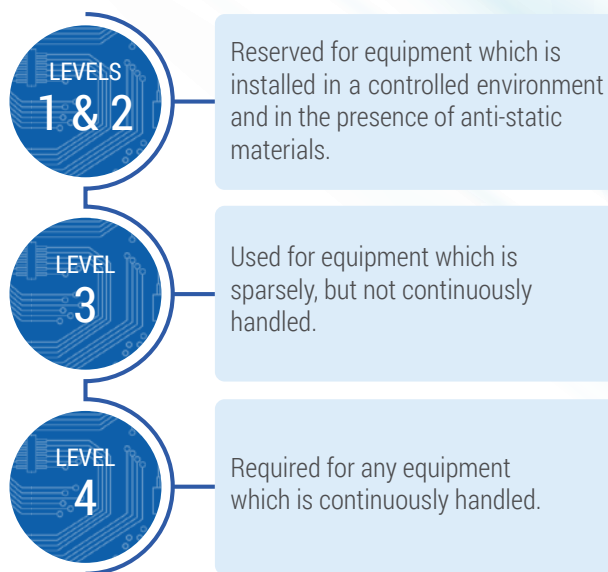 LEVELS
1 & 2
Reserved for equipment which is
installed in a controlled environment
and in the presence of anti-static
materials.
LEVEL
3
Used for equipment which is
sparsely, but not continuously
handled.
LEVEL
4
Required for any equipment
which is continuously handled.